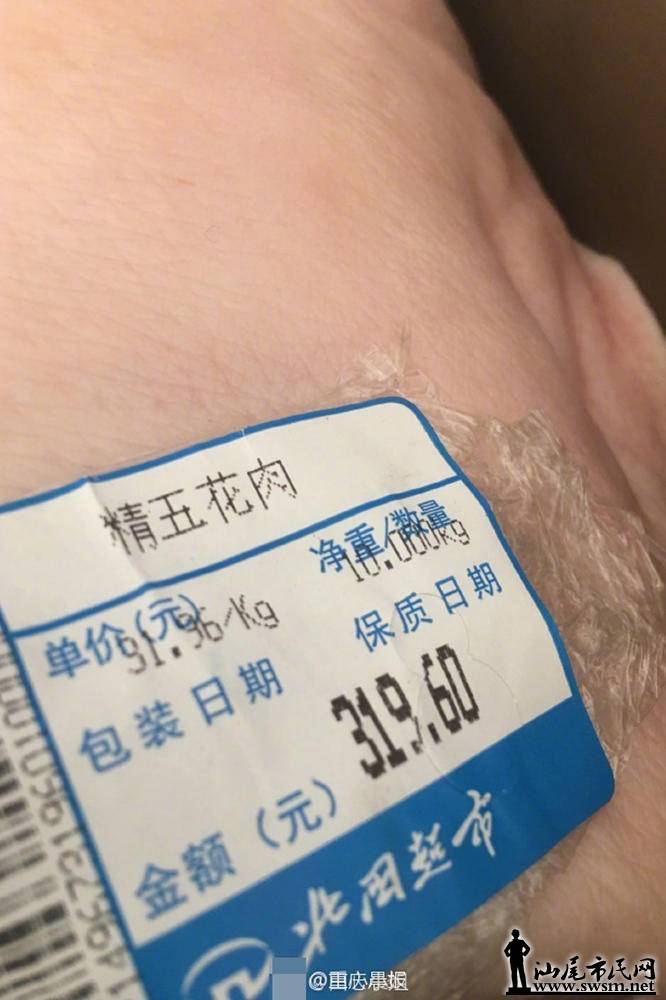 精五花肉
净重/数量
10.000kg
单价(元)
31.96/Kg
保质日期
包装日期
319.60
金额（元）
北国超市
@重庆晨报
汕尾市民网
www.swsm.net